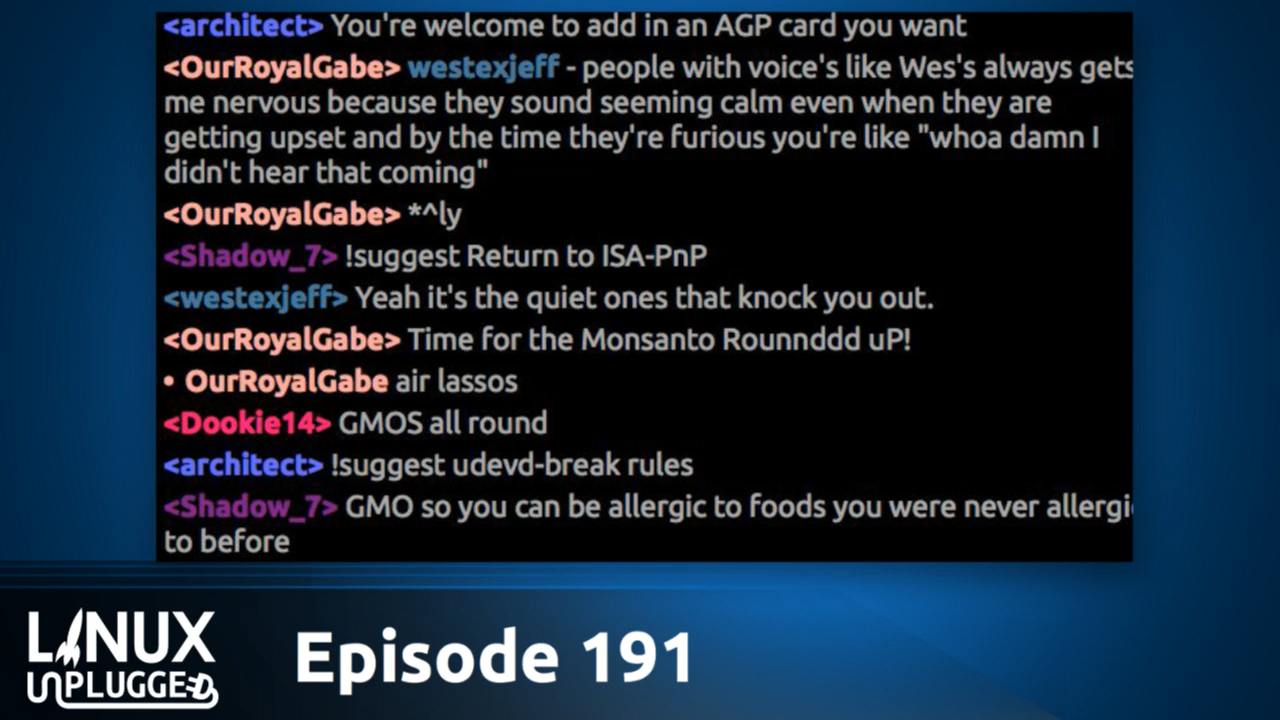 <architect> You're welcome to add in an AGP card you want
<OurRoyalGabe> westexjeff - people with voice's like Wes's always gets
me nervous because they sound seeming calm even when they are
getting upset and by the time they're furious you're like "whoa damn I
didn't hear that coming"
<OurRoyalGabe> *^ly
<Shadow_7> !suggest Return to ISA-PnP
<westexjeff> Yeah it's the quiet ones that knock you out.
<OurRoyalGabe> Time for the Monsanto Rounnddd uP!
• OurRoyalGabe air lassos
<Dookie14> GMOS all round
<architect> !suggest udevd-break rules
<Shadow_7> GMO so you can be allergic to foods you were never allergi
to before
LINUX
UNPLUGGED
Episode 191